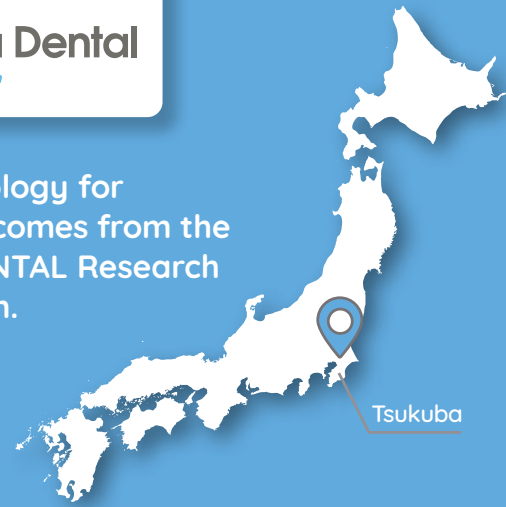 Dental
ology for
comes from the
NTAL Research
Tsukuba